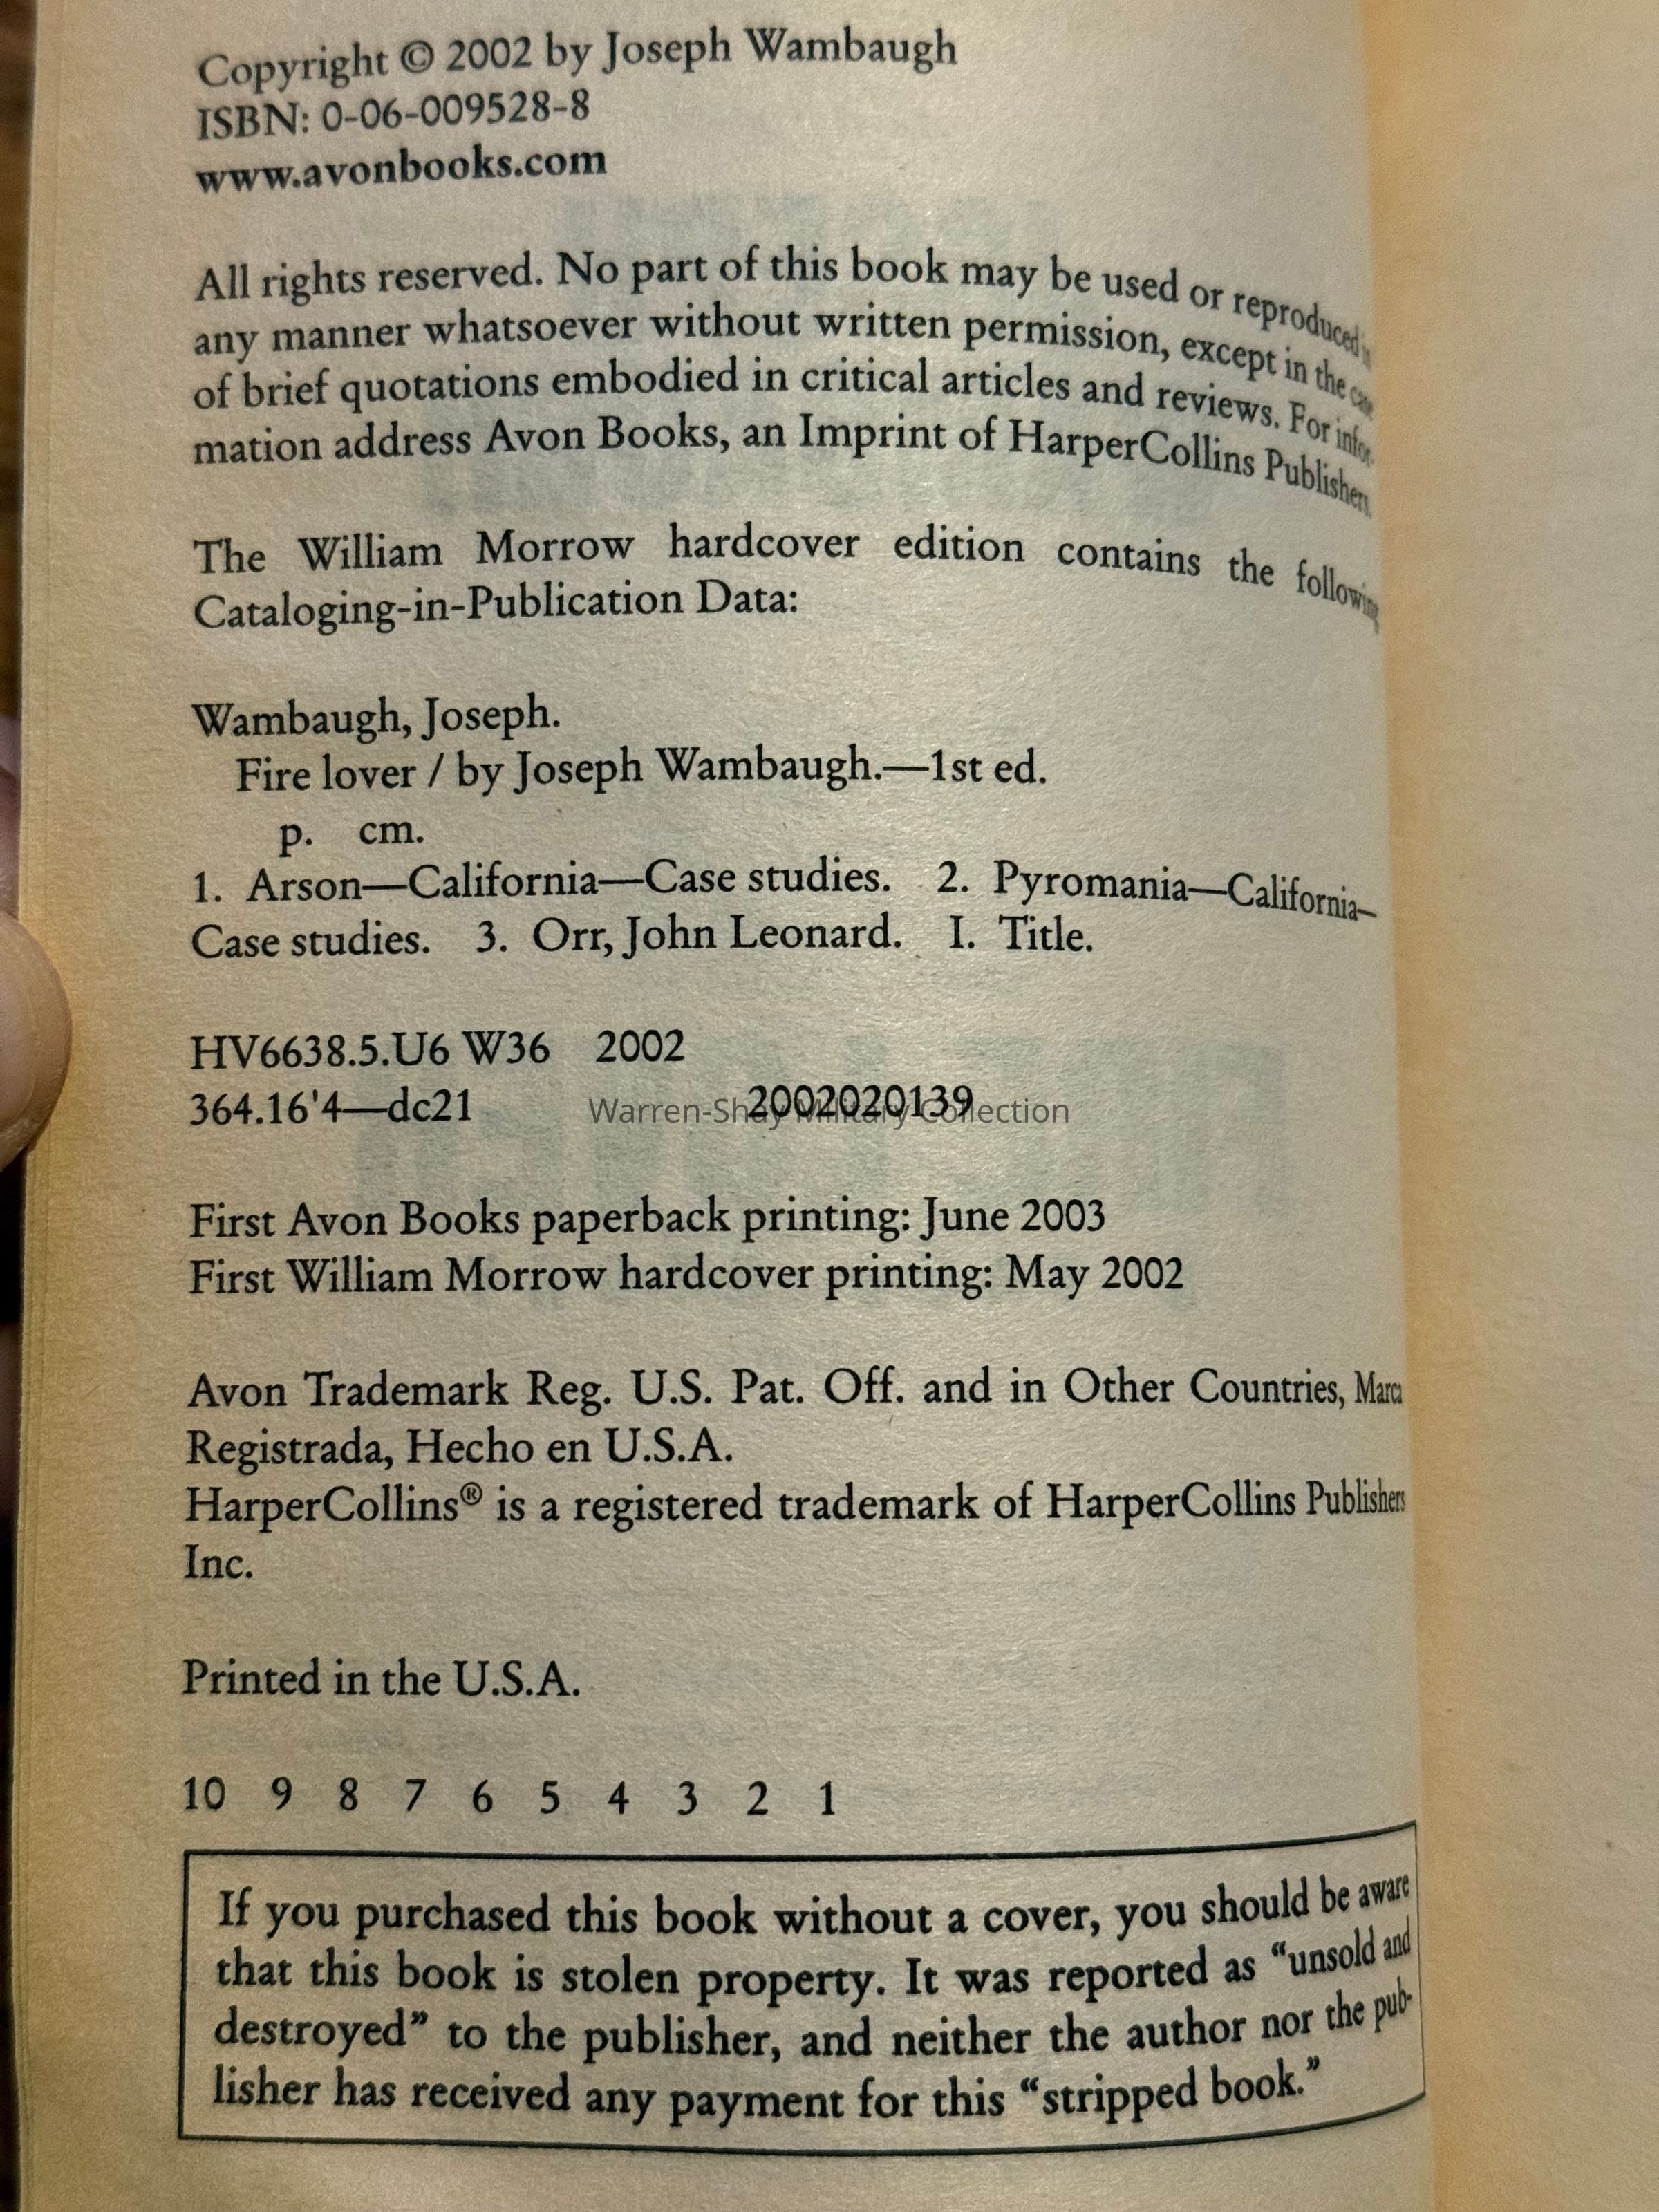 Copyright © 2002 by Joseph Wambaugh
ISBN: 0-06-009528-8
www.avonbooks.com
All rights reserved. No part of this book may be used or reproduced in
any manner whatsoever without written permission, except in the case
of brief quotations embodied in critical articles and reviews. For infor-
mation address Avon Books, an Imprint of HarperCollins Publishers.
The William Morrow hardcover edition contains the following
Cataloging-in-Publication Data:
Wambaugh, Joseph.
Fire lover / by Joseph Wambaugh.—1st ed.
p. cm.
1. Arson—California—Case studies. 2. Pyromania—California—
Case studies. 3. Orr, John Leonard. I. Title.
HV6638.5.U6 W36 2002
364.16'4—dc21 2002020139
Warren-Shay Military Collection
First Avon Books paperback printing: June 2003
First William Morrow hardcover printing: May 2002
Avon Trademark Reg. U.S. Pat. Off. and in Other Countries, Marca
Registrada, Hecho en U.S.A.
HarperCollins® is a registered trademark of HarperCollins Publishers
Inc.
Printed in the U.S.A.
10 9 8 7 6 5 4 3 2 1
If you purchased this book without a cover, you should be aware
that this book is stolen property. It was reported as “unsold and
destroyed” to the publisher, and neither the author nor the pub-
lisher has received any payment for this “stripped book.”